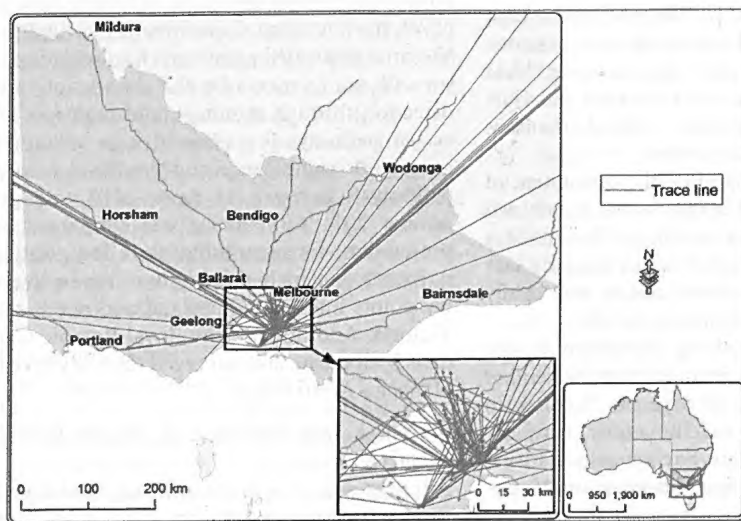 Mildura
Wodonga
Horsham
Bendigo
Ballarat
Melbourne
Bairnsdale
Geelong
Portland
Trace line
N
0 100 200 km
0 15 30 km
0 950 1,900 km